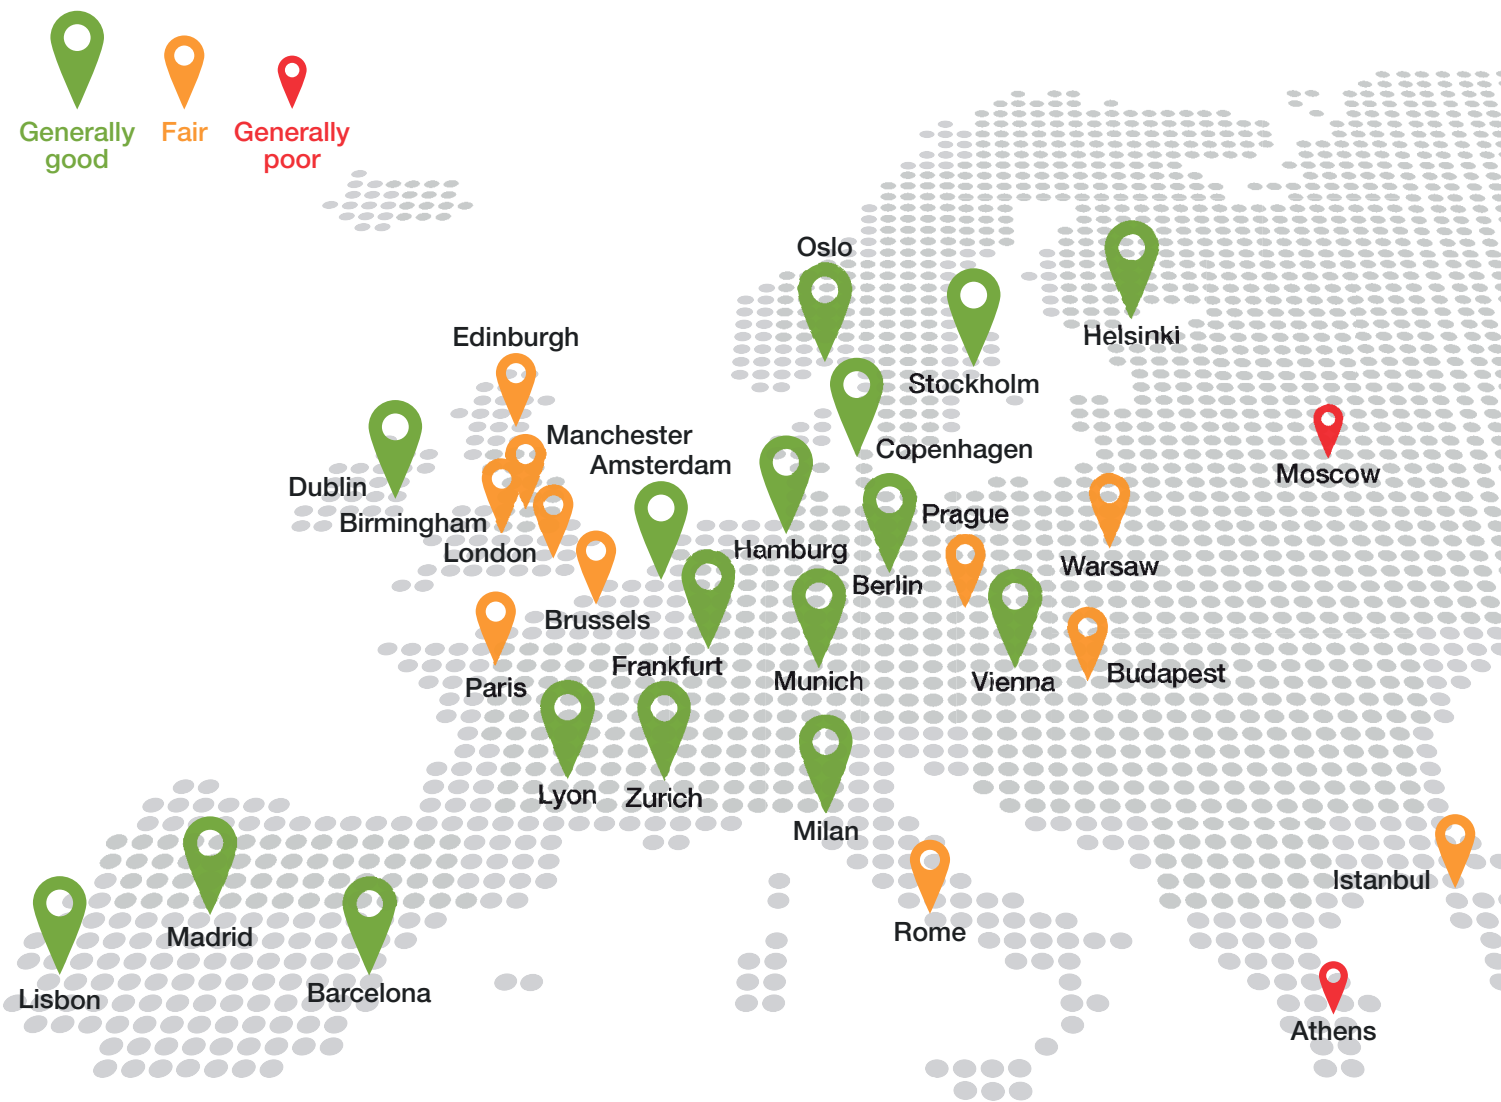 Generally
good
Fair
Generally
poor
Oslo
Helsinki
Edinburgh
Stockholm
Manchester
Copenhagen
Amsterdam
Moscow
Dublin
Prague
Birmingham
Hamburg
London
Warsaw
Berlin
Brussels
Frankfurt
Budapest
Munich
Vienna
Paris
Lyon
Zurich
Milan
Istanbul
Rome
Madrid
Barcelona
Lisbon
Athens